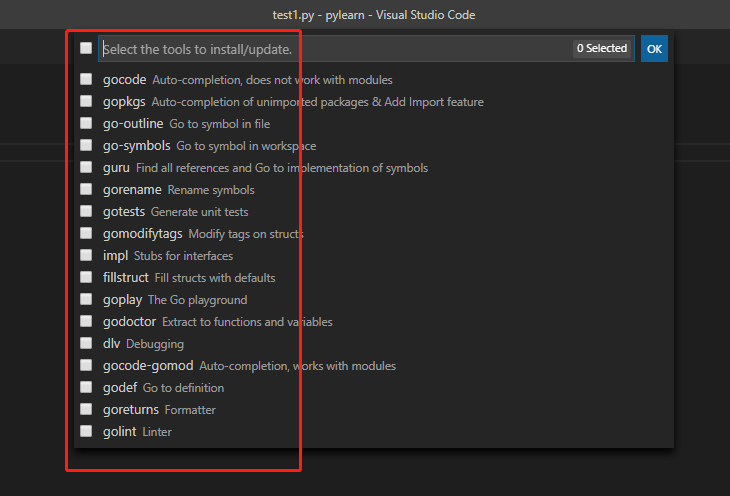 test1.py - pylearn - Visual Studio Code
Select the tools to install/update. 0 Selected OK
gocode Auto-completion, does not work with modules
gopkgs Auto-completion of unimported packages & Add Import feature
go-outline Go to symbol in file
go-symbols Go to symbol in workspace
guru Find all references and Go to implementation of symbols
gorename Rename symbols
gotests Generate unit tests
gomodifytags Modify tags on structs
impl Stubs for interfaces
fillstruct Fill structs with defaults
goplay The Go playground
godoctor Extract to functions and variables
dlv Debugging
gocode-gomod Auto-completion, works with modules
godef Go to definition
goreturns Formatter
golint Linter